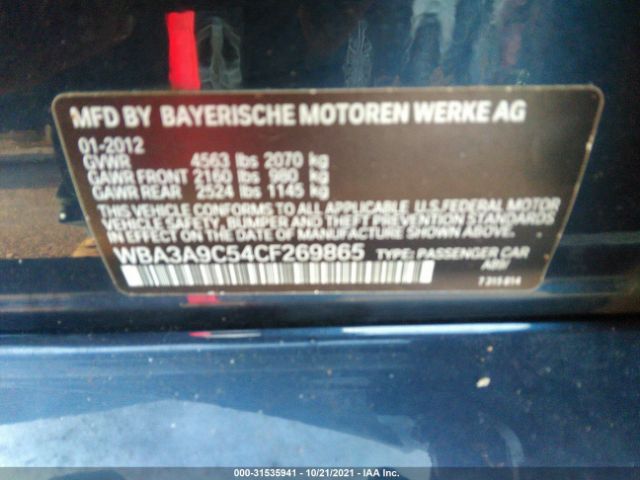 MFD BY BAYERISCHE MOTOREN WERKE AG
01-2012
GVWR 4563 lbs 2070 kg
GAWR FRONT 2160 lbs 980 kg
GAWR REAR 2524 lbs 1145 kg
THIS VEHICLE CONFORMS TO ALL APPLICABLE U.S. FEDERAL MOTOR
VEHICLE SAFETY, BUMPER AND THEFT PREVENTION STANDARDS
IN EFFECT ON THE DATE OF MANUFACTURE SHOWN ABOVE.
WBA3A9C54CF269865 TYPE: PASSENGER CAR
000-31535941 - 10/21/2021 - IAA Inc.